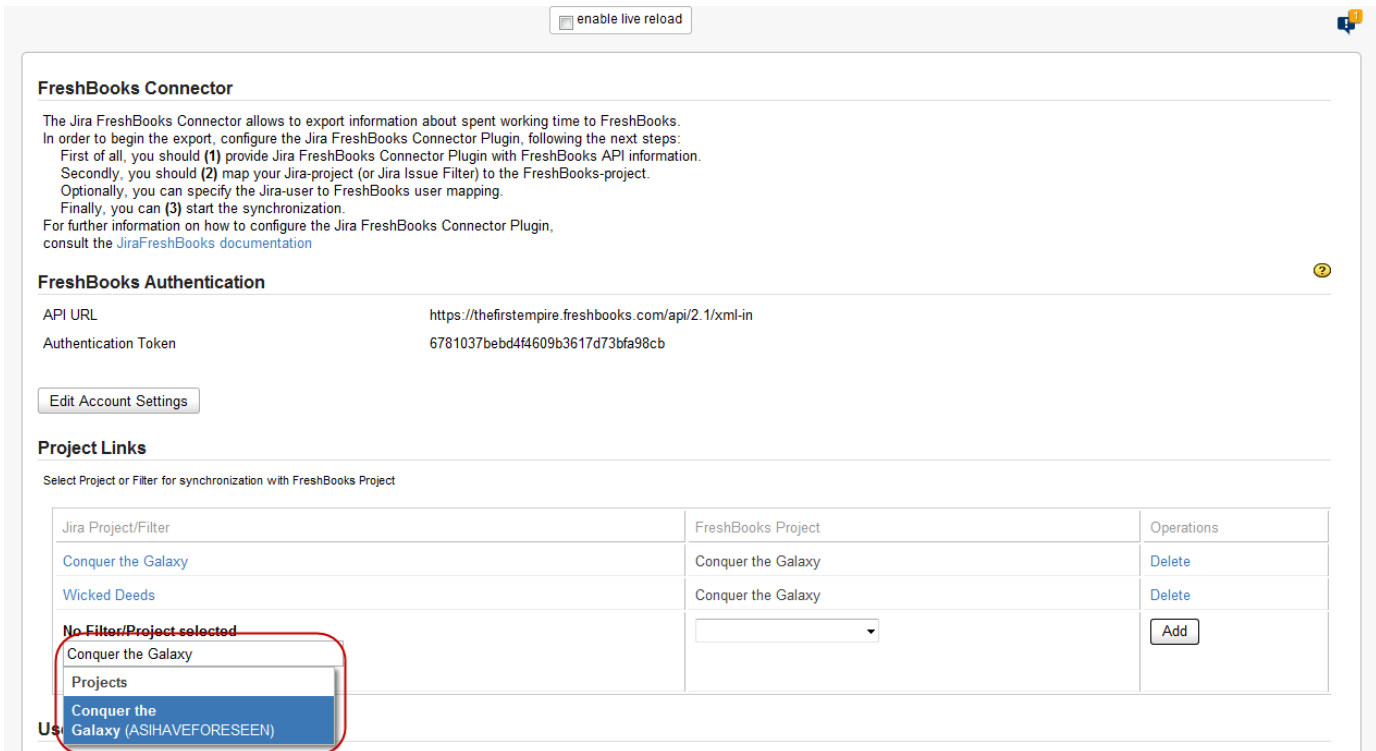 enable live reload
1
FreshBooks Connector
The Jira FreshBooks Connector allows to export information about spent working time to FreshBooks.
In order to begin the export, configure the Jira FreshBooks Connector Plugin, following the next steps:
First of all, you should (1) provide Jira FreshBooks Connector Plugin with FreshBooks API information.
Secondly, you should (2) map your Jira-project (or Jira Issue Filter) to the FreshBooks-project.
Optionally, you can specify the Jira-user to FreshBooks user mapping.
Finally, you can (3) start the synchronization.
For further information on how to configure the Jira FreshBooks Connector Plugin,
consult the JiraFreshBooks documentation
?
FreshBooks Authentication
API URL https://thefirstempire.freshbooks.com/api/2.1/xml-in
Authentication Token 6781037bebd4f4609b3617d73bfa98cb
Edit Account Settings
Project Links
Select Project or Filter for synchronization with FreshBooks Project
Jira Project/Filter FreshBooks Project Operations
Conquer the Galaxy Conquer the Galaxy Delete
Wicked Deeds Conquer the Galaxy Delete
No Filter/Project selected Add
Conquer the Galaxy
Projects
Conquer the
Galaxy (ASIHAVEFORESEEN)